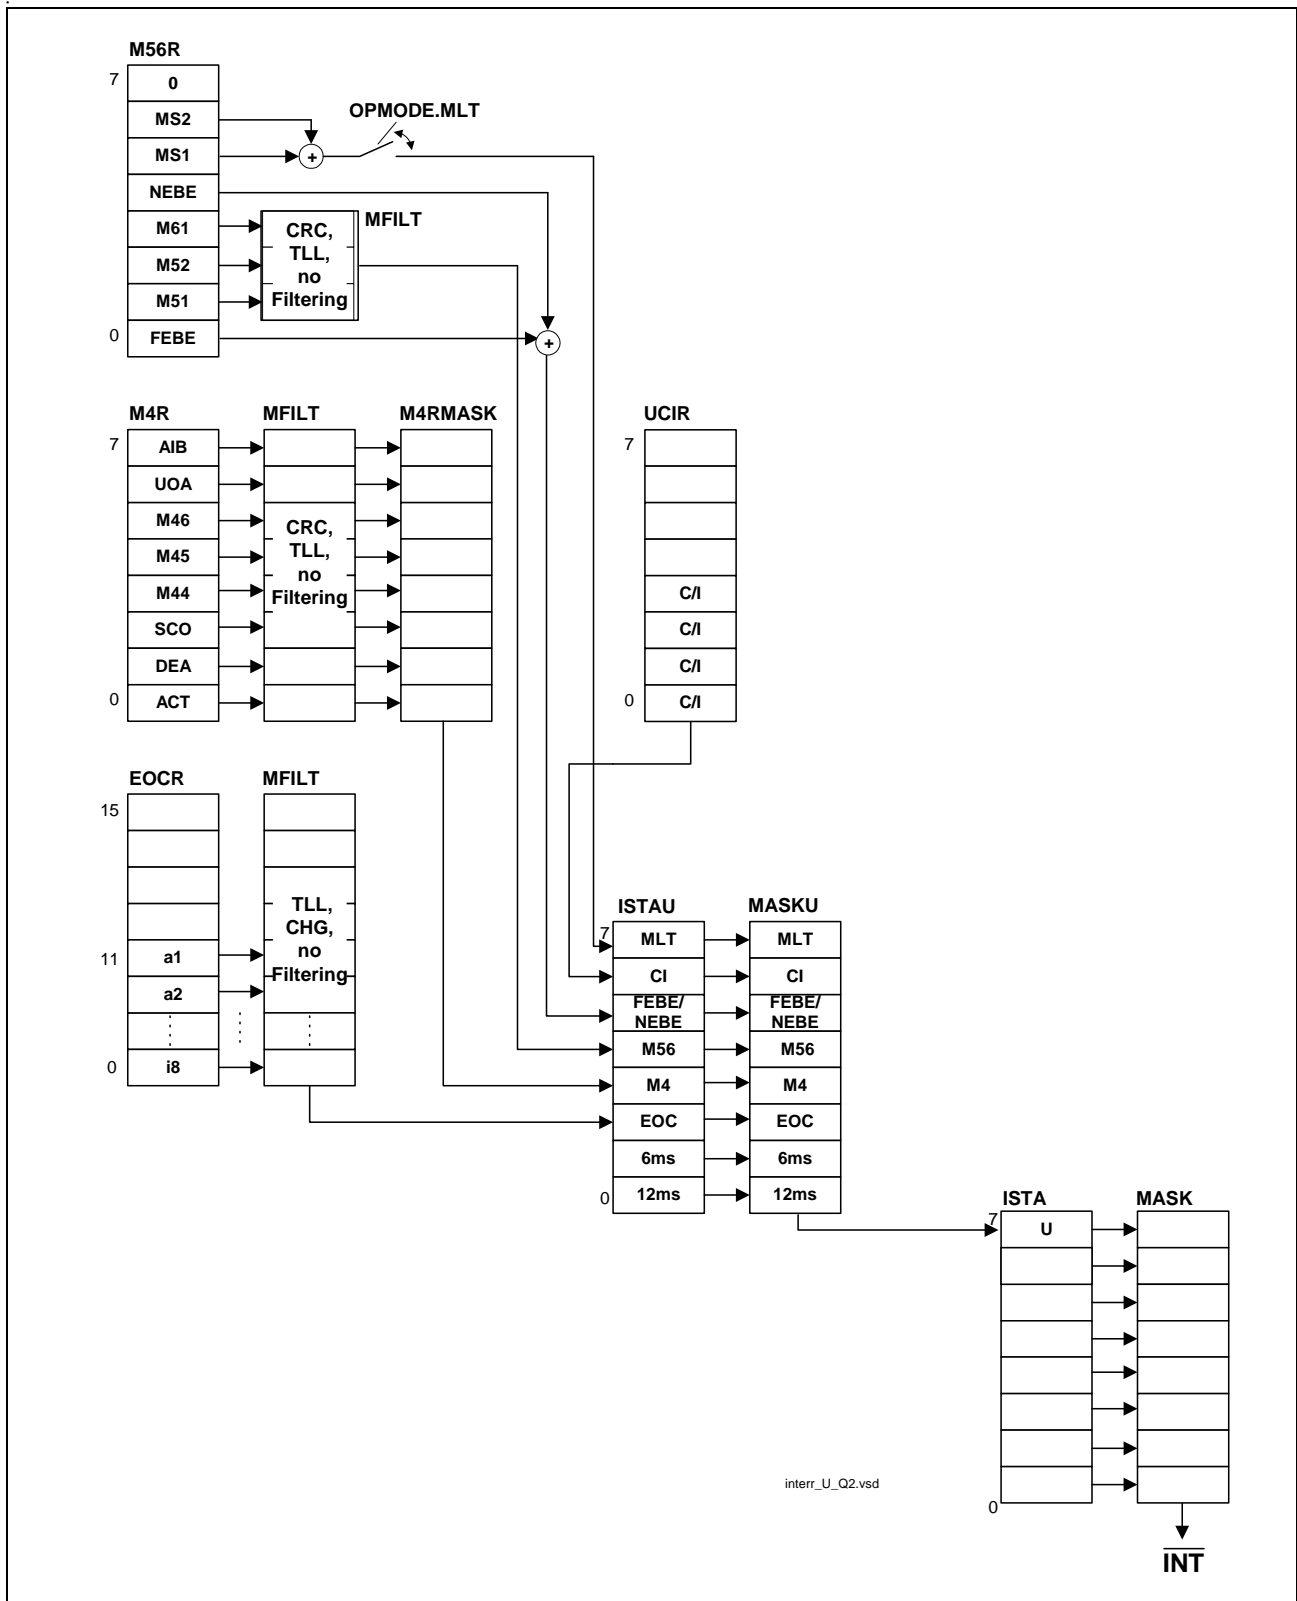 .
M56R
7
0
MS2
MS1
NEBE
M61
M52
M51
0
FEBE
OPMODE.MLT
+
MFILT
CRC,
TLL,
no
Filtering
+
M4R
7
AIB
UOA
M46
M45
M44
SCO
DEA
0
ACT
MFILT
CRC,
TLL,
no
Filtering
M4RMASK
UCIR
7
C/I
C/I
C/I
0
C/I
EOCR
15
11
a1
a2
0
i8
MFILT
TLL,
CHG,
no
Filtering
ISTAU
7
MLT
CI
FEBE/
NEBE
M56
M4
EOC
6ms
0
12ms
MASKU
MLT
CI
FEBE/
NEBE
M56
M4
EOC
6ms
12ms
ISTA
7
U
0
MASK
INT
interr_U_Q2.vsd